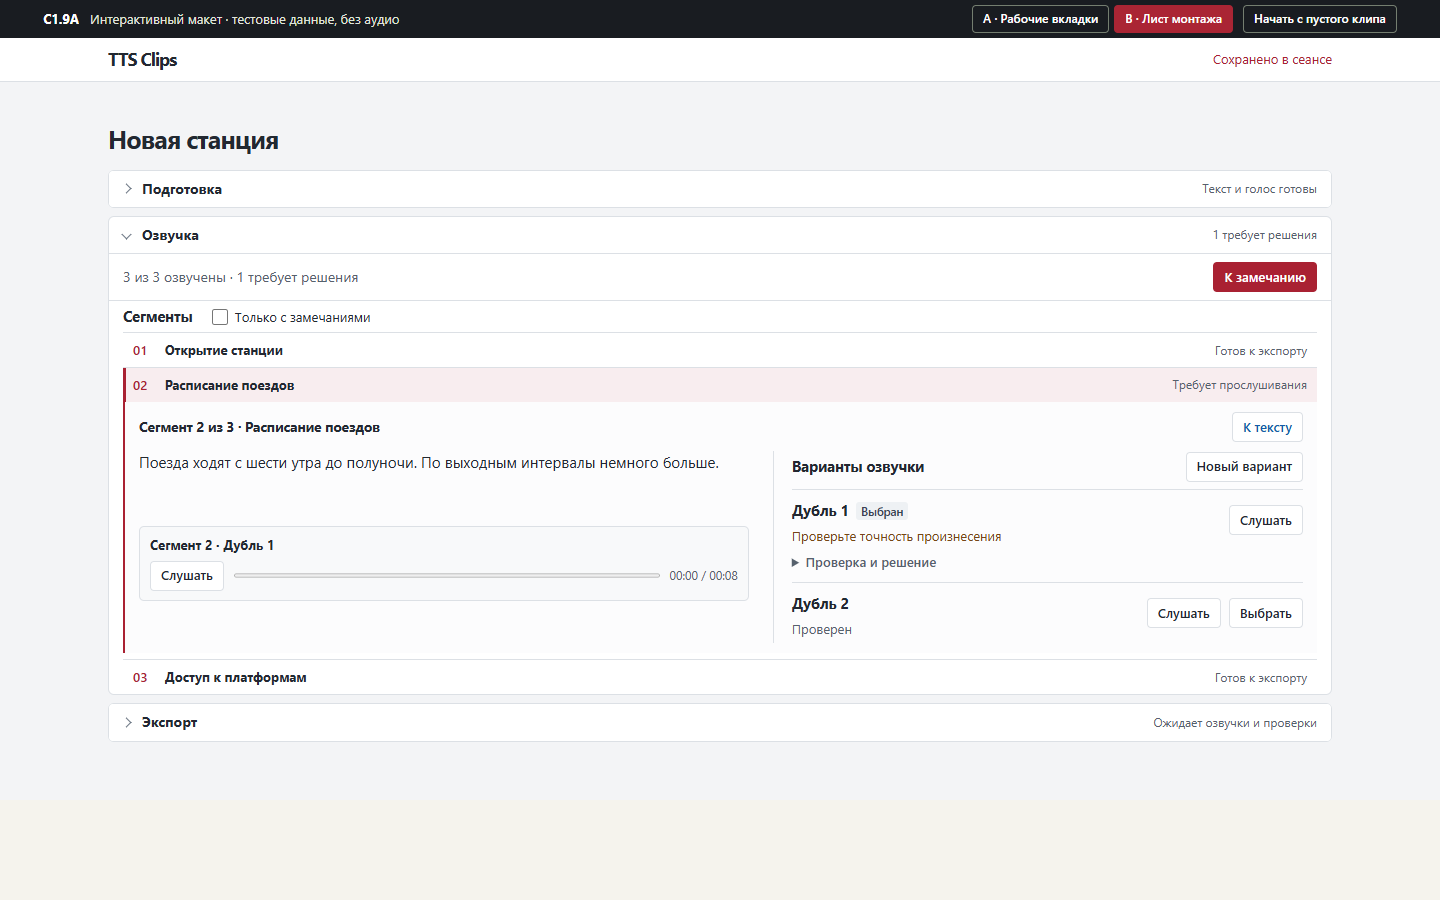 C1.9A Интерактивный макет · тестовые данные, без аудио A · Рабочие вкладки B · Лист монтажа Начать с пустого клипа
TTS Clips Сохранено в сеансе
Новая станция
Подготовка Текст и голос готовы
Озвучка 1 требует решения
3 из 3 озвучены · 1 требует решения К замечанию
Сегменты Только с замечаниями
01 Открытие станции Готов к экспорту
02 Расписание поездов Требует прослушивания
Сегмент 2 из 3 · Расписание поездов К тексту
Поезда ходят с шести утра до полуночи. По выходным интервалы немного больше.
Варианты озвучки Новый вариант
Дубль 1 Выбран Слушать
Проверьте точность произнесения
Проверка и решение
Сегмент 2 · Дубль 1
Слушать 00:00 / 00:08
Дубль 2 Слушать Выбрать
Проверен
03 Доступ к платформам Готов к экспорту
Экспорт Ожидает озвучки и проверки